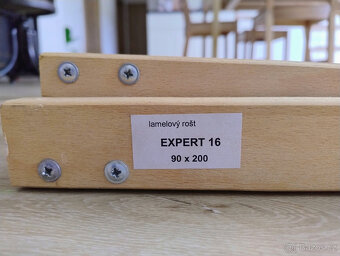 lamelový rošt
EXPERT 16
90 x 200